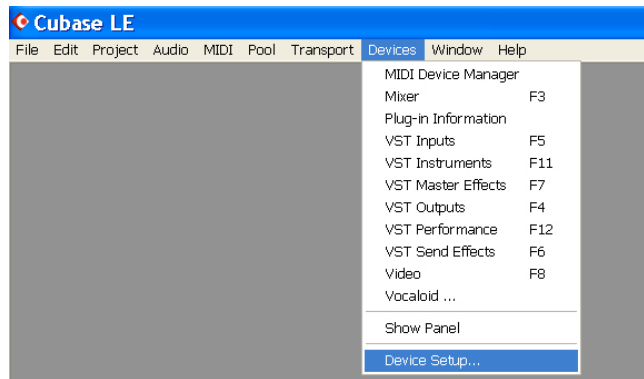 Cubase LE
File Edit Project Audio MIDI Pool Transport Devices Window Help
MIDI Device Manager
Mixer F3
Plug-in Information
VST Inputs F5
VST Instruments F11
VST Master Effects F7
VST Outputs F4
VST Performance F12
VST Send Effects F6
Video F8
Vocaloid ...
Show Panel
Device Setup...